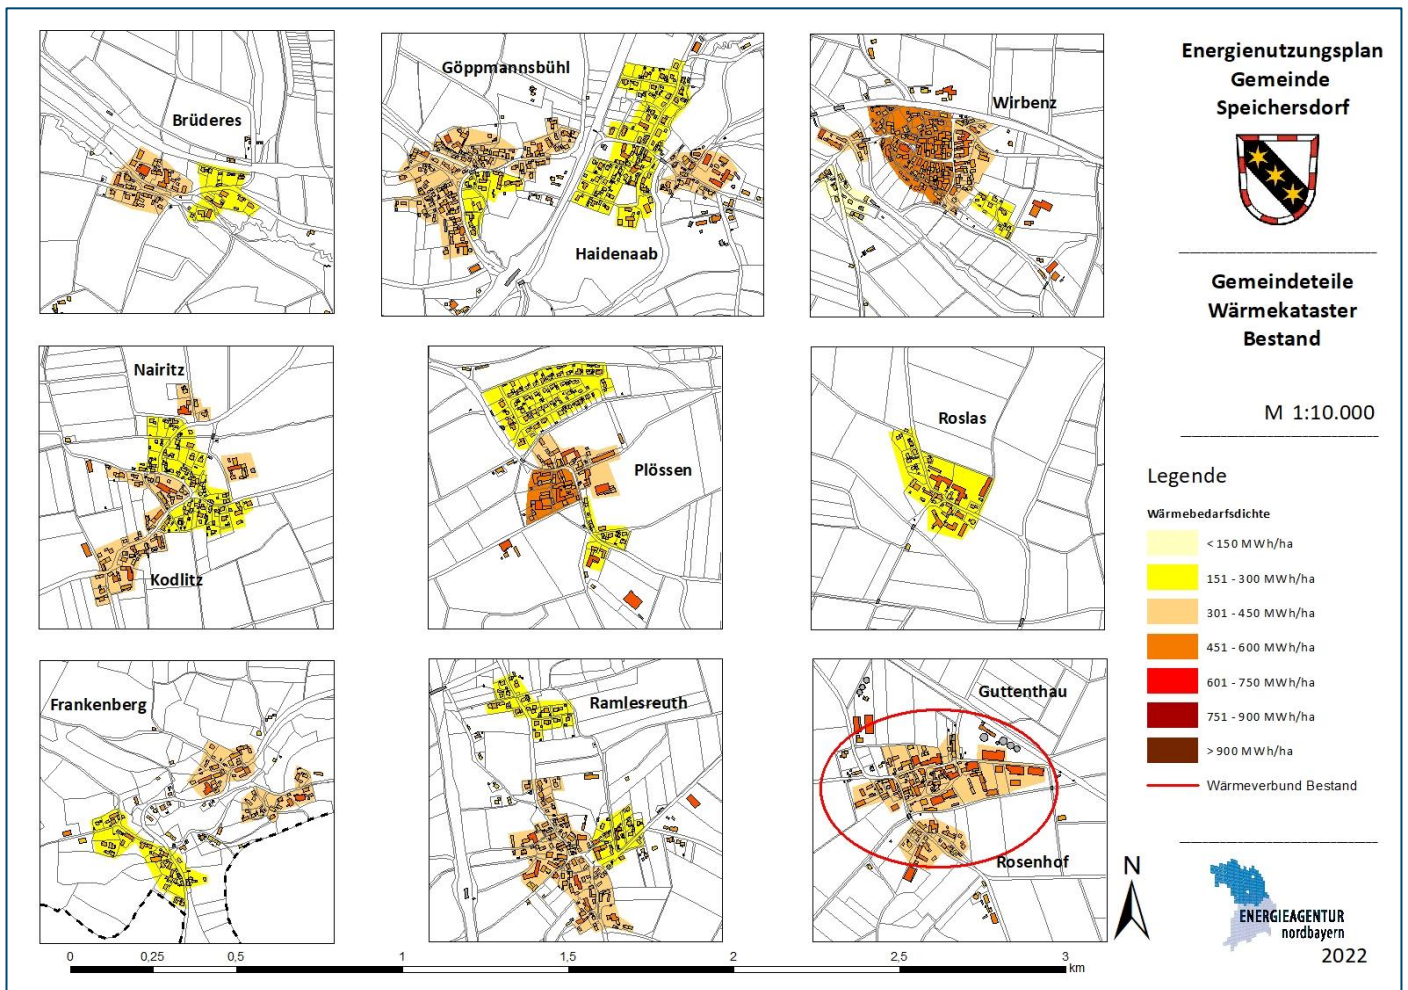 Energienutzungsplan
Gemeinde
Speichersdorf
Gemeindeteile
Wärmekataster
Bestand
M 1:10.000
Legende
Wärmebedarfsdichte
< 150 MWh/ha
151 - 300 MWh/ha
301 - 450 MWh/ha
451 - 600 MWh/ha
601 - 750 MWh/ha
751 - 900 MWh/ha
> 900 MWh/ha
Wärmeverbund Bestand
Brüderes
Göppmannsbühl
Haidenaab
Wirbenz
Nairitz
Kodlitz
Plössen
Roslas
Frankenberg
Ramlesreuth
Guttenthau
Rosenhof
N
ENERGIEAGENTUR
nordbayern
2022
0 0,25 0,5 1 1,5 2 2,5 3
km